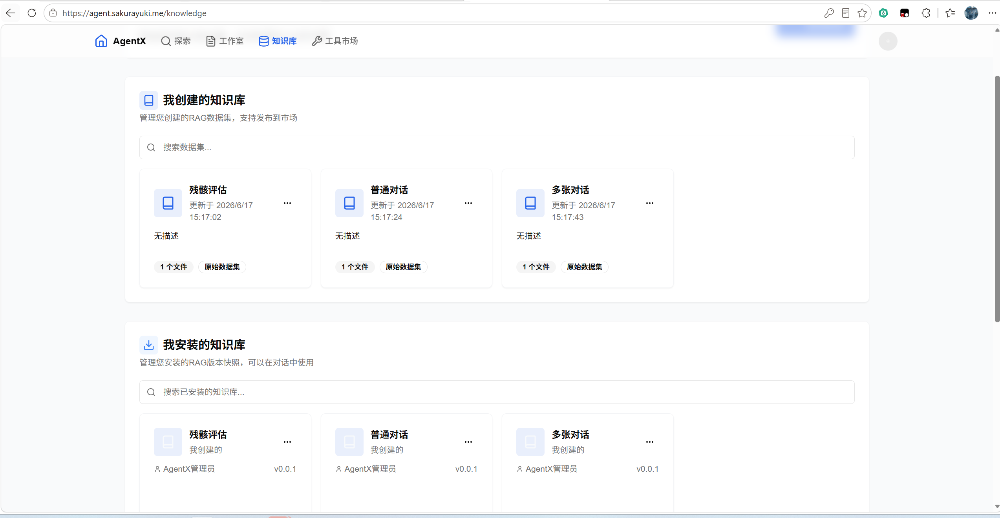 https://agent.sakurayuki.me/knowledge
AgentX 探索 工作室 知识库 工具市场
我创建的知识库
管理您创建的RAG数据集，支持发布到市场
搜索数据集...
残骸评估
更新于 2026/6/17
15:17:02
无描述
1 个文件 原始数据集
普通对话
更新于 2026/6/17
15:17:24
无描述
1 个文件 原始数据集
多张对话
更新于 2026/6/17
15:17:43
无描述
1 个文件 原始数据集
我安装的知识库
管理您安装的RAG版本快照，可以在对话中使用
搜索已安装的知识库...
残骸评估
我创建的
AgentX管理员 v0.0.1
普通对话
我创建的
AgentX管理员 v0.0.1
多张对话
我创建的
AgentX管理员 v0.0.1